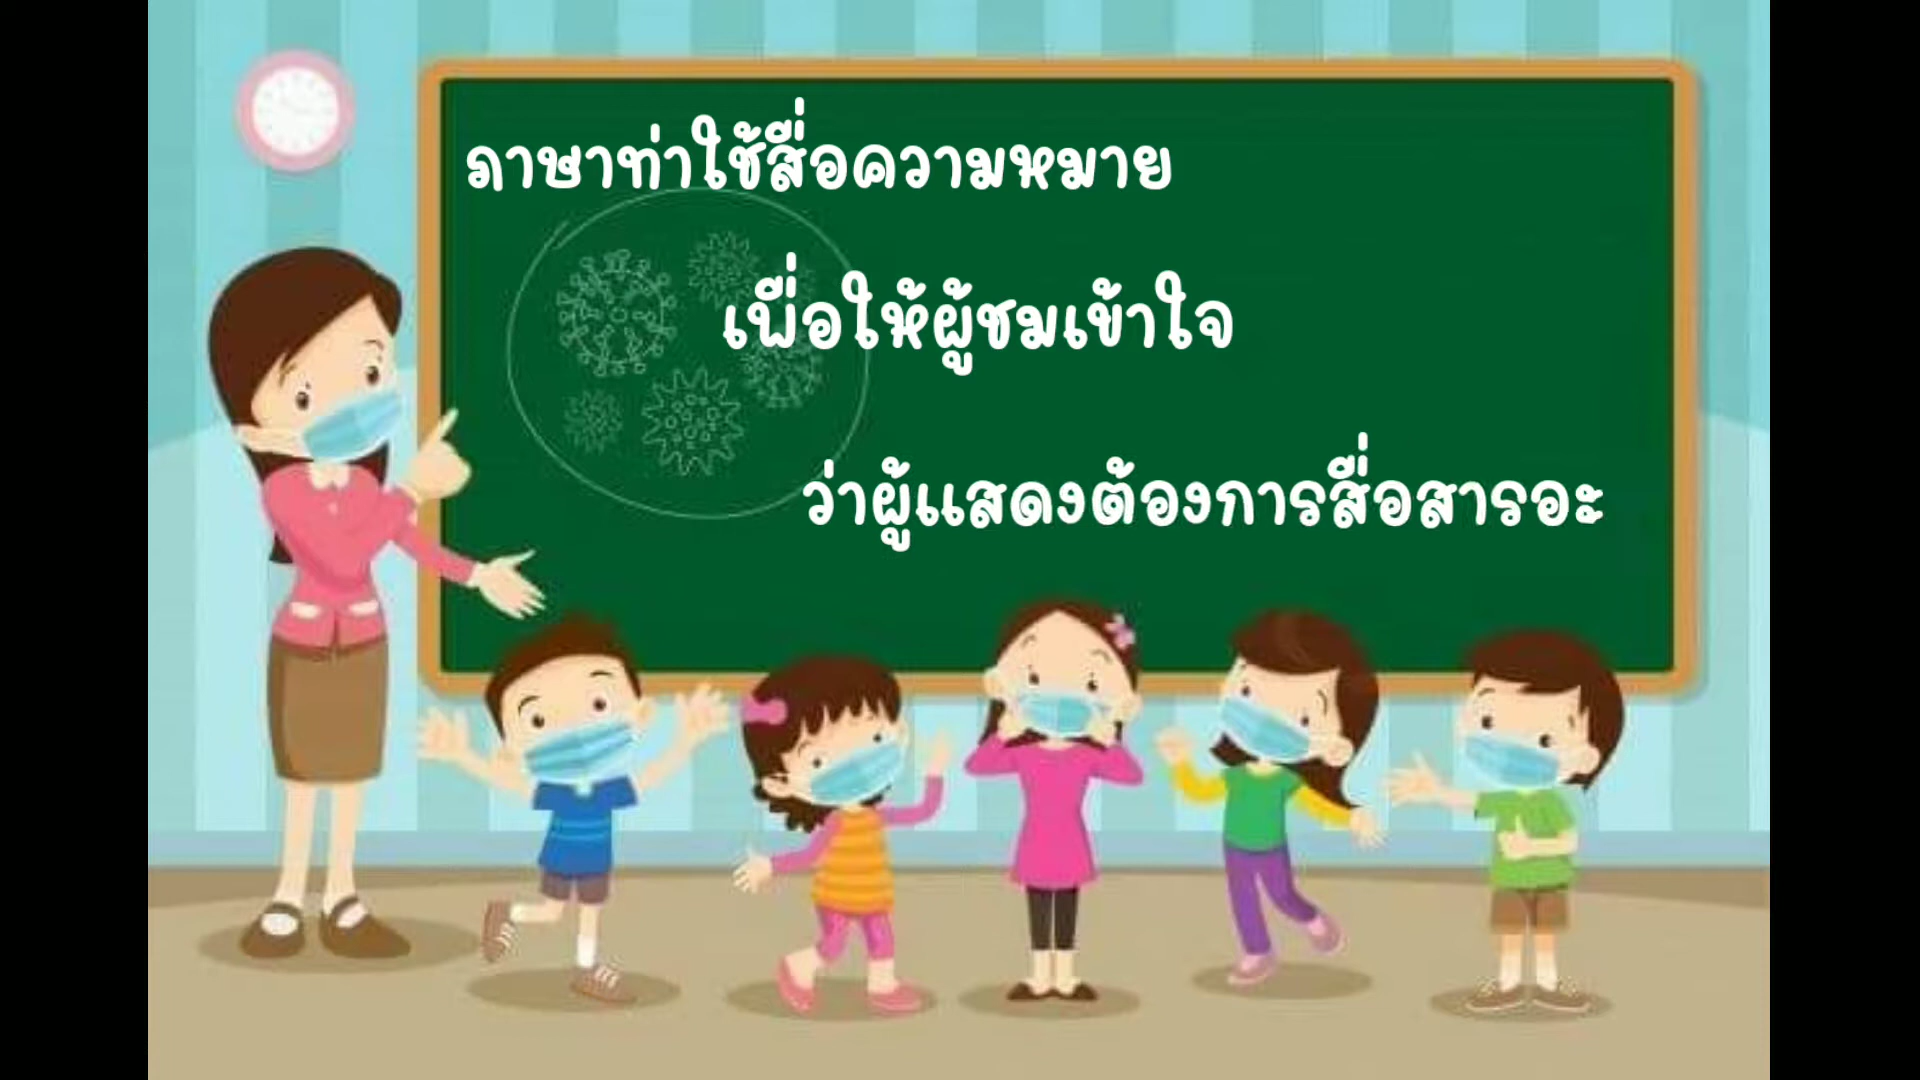 ภาษาท่าใช้สื่อความหมาย
เพื่อให้ผู้ชมเข้าใจ
ว่าผู้แสดงต้องการสื่อสารอะ